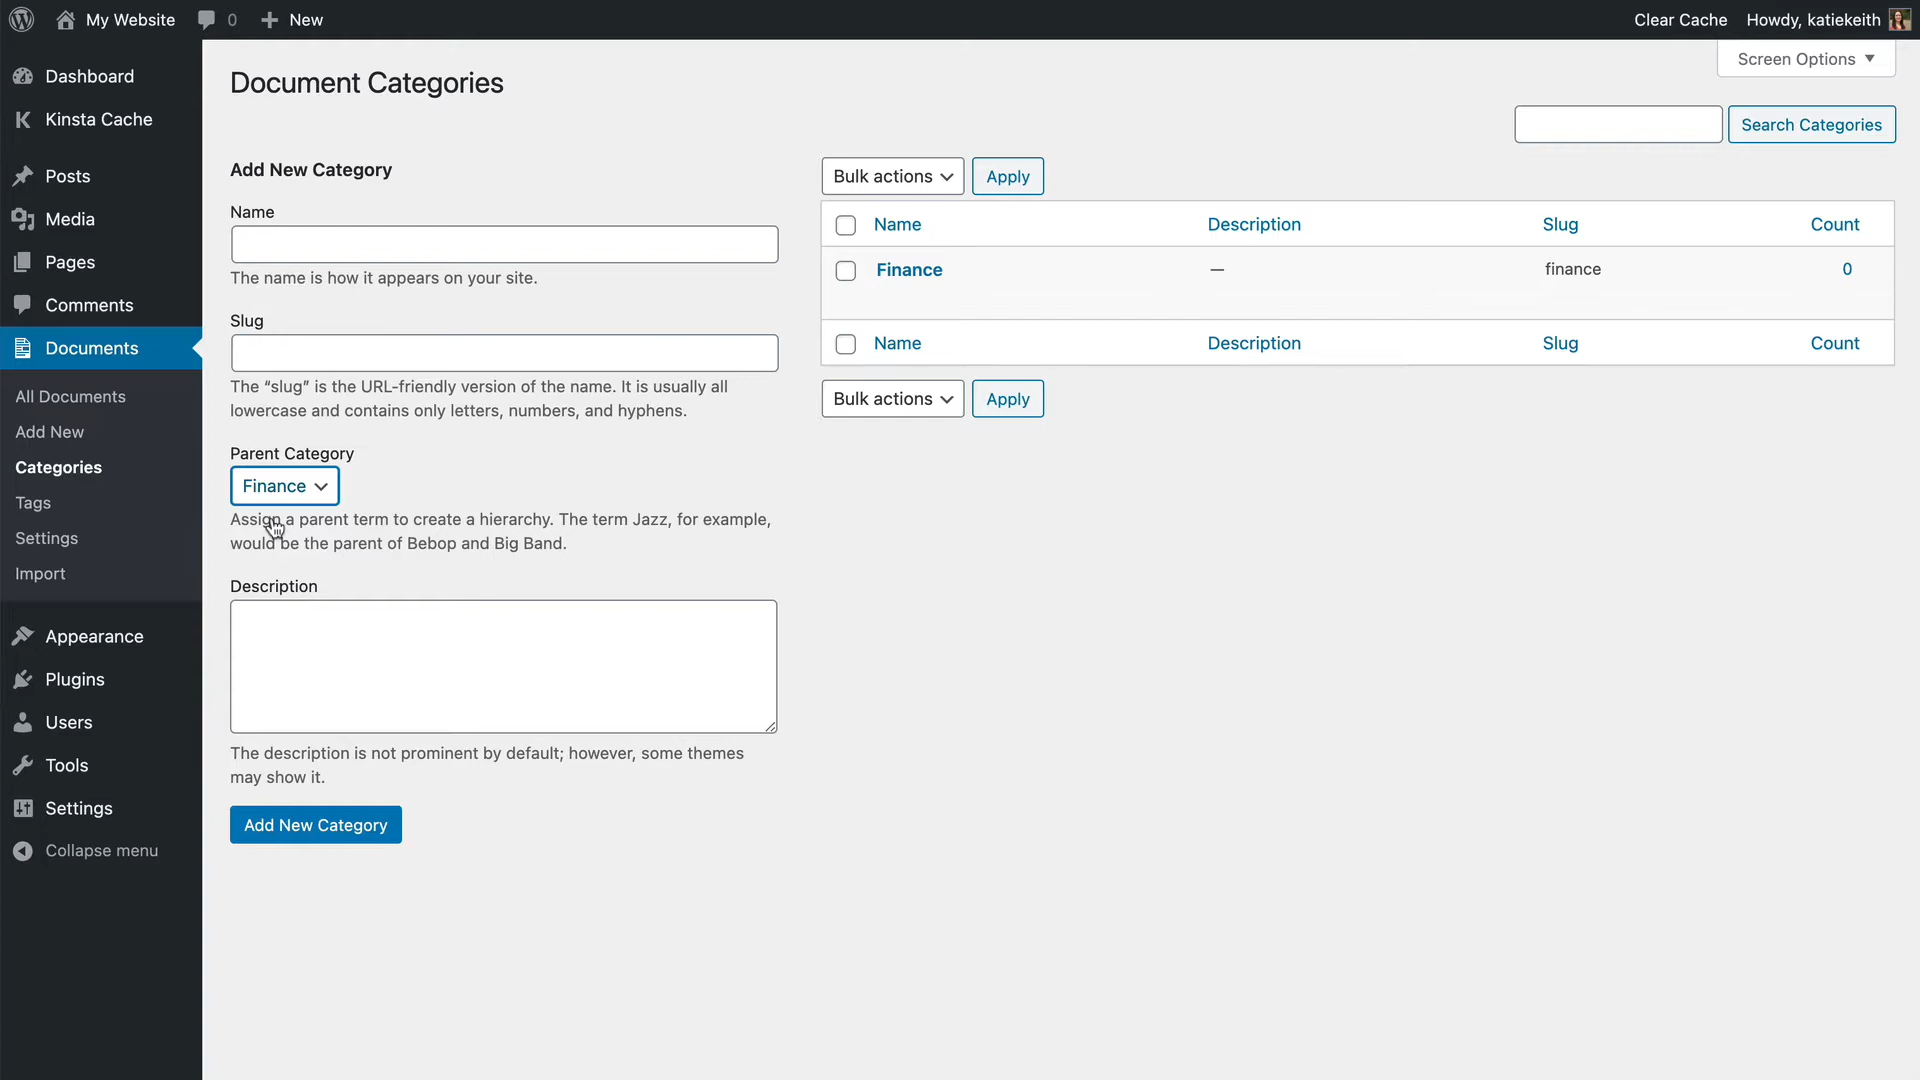 My Website
0
New
Clear Cache
Howdy, katiekeith
Dashboard
Kinsta Cache
Posts
Media
Pages
Comments
Documents
All Documents
Add New
Categories
Tags
Settings
Import
Appearance
Plugins
Users
Tools
Settings
Collapse menu
Screen Options
Document Categories
Search Categories
Add New Category
Name
The name is how it appears on your site.
Slug
The “slug” is the URL-friendly version of the name. It is usually all
lowercase and contains only letters, numbers, and hyphens.
Parent Category
Finance
Assign a parent term to create a hierarchy. The term Jazz, for example,
would be the parent of Bebop and Big Band.
Description
The description is not prominent by default; however, some themes
may show it.
Add New Category
Bulk actions Apply
Name Description Slug Count
Finance — finance 0
Name Description Slug Count
Bulk actions Apply